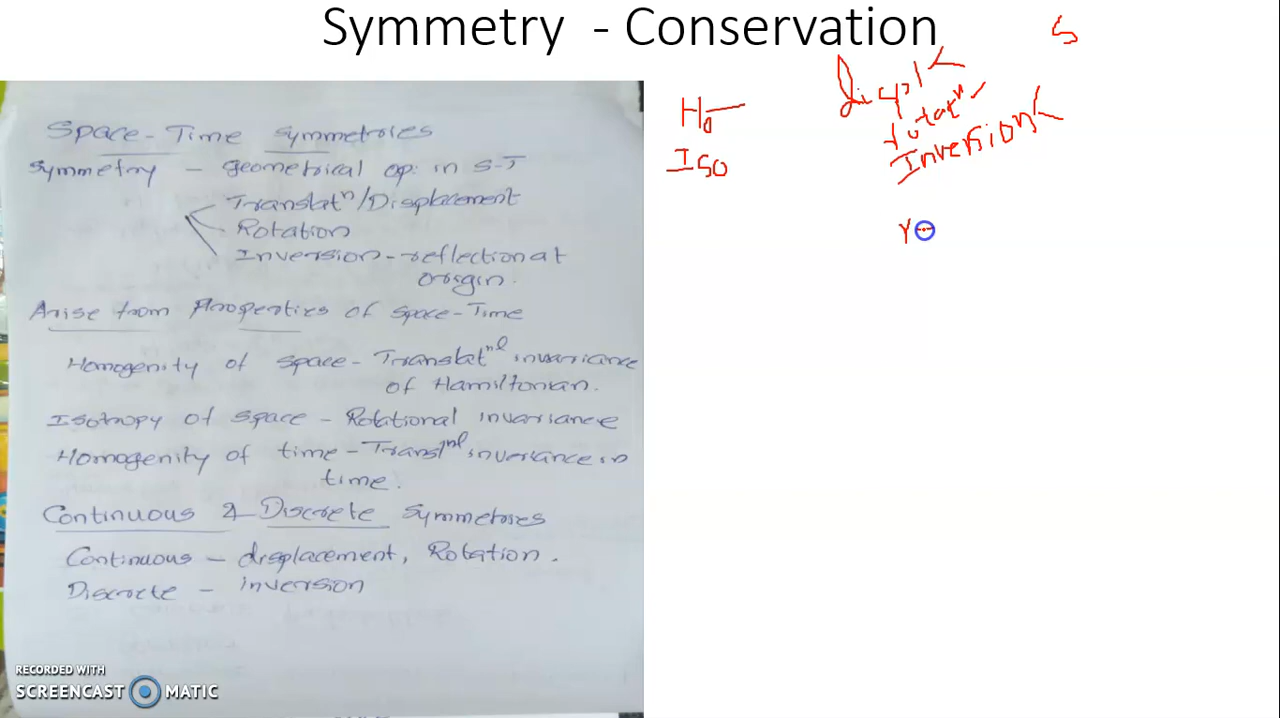 Symmetry - Conservation
Space-Time Symmetries
Symmetry - geometrical op: in S-T
Translatⁿ/Displacement
Rotation
Inversion - reflection at
origin.
Arise from Properties of Space-Time
Homogenity of space - Translatⁿˡ invariance
of Hamiltonian.
Isotropy of space - Rotational invariance
Homogenity of time - Translⁿˡ invariance in
time.
Continuous & Discrete Symmetries
Continuous - displacement, Rotation.
Discrete - inversion
RECORDED WITH
SCREENCAST MATIC
S
displ
Ho
rotatⁿ
Inversion
Iso